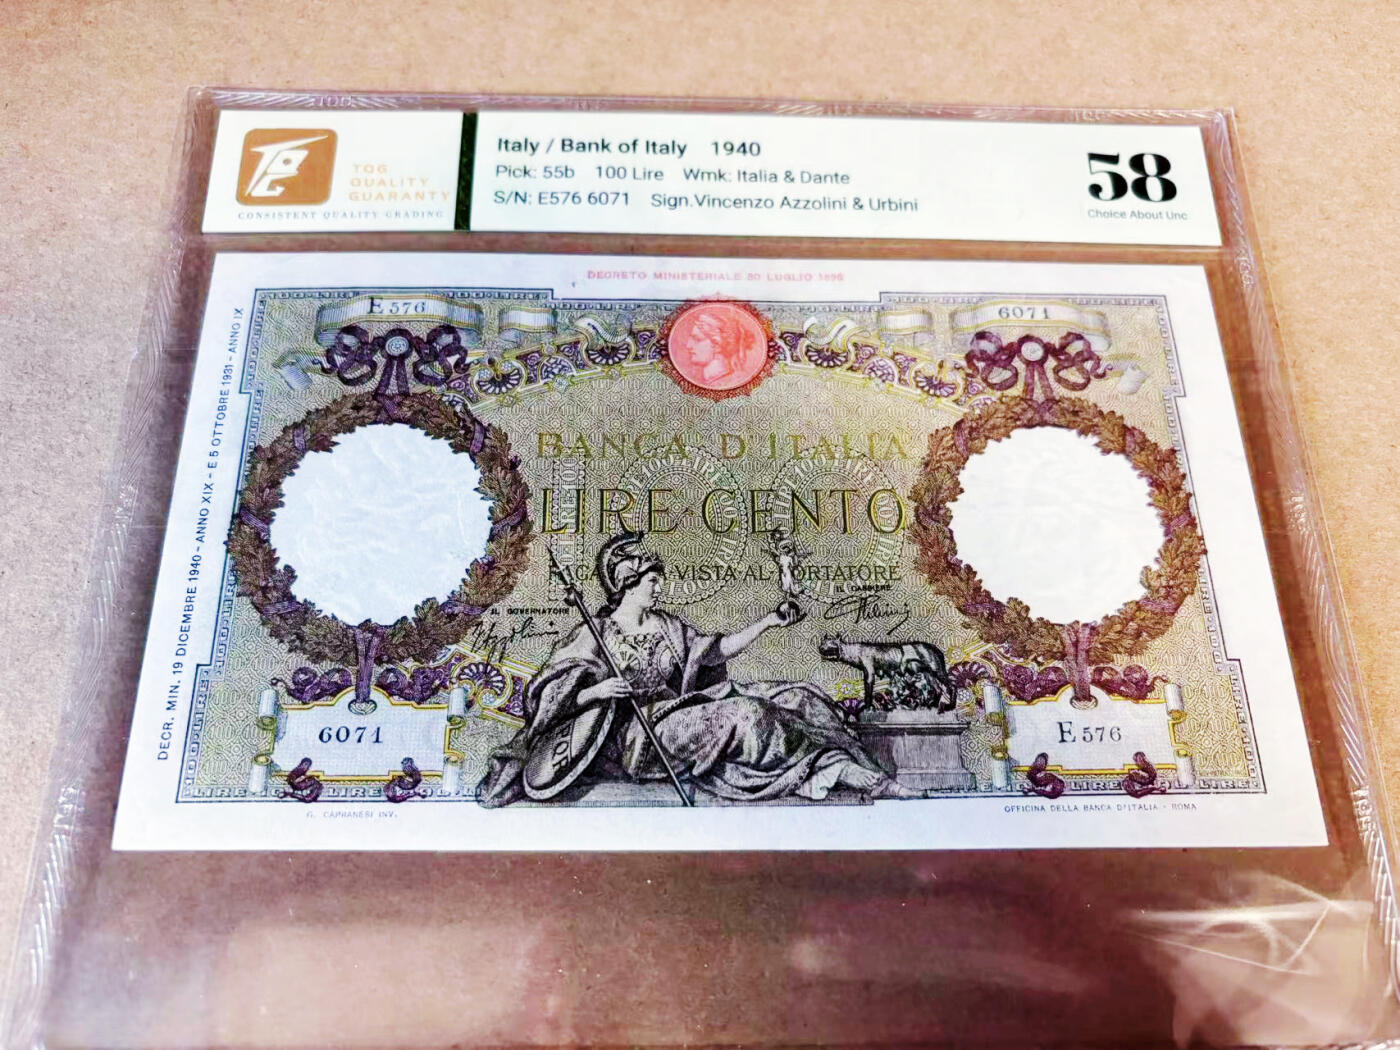 TQG
QUALITY
GUARANTY
CONSISTENT QUALITY GRADING
Italy / Bank of Italy 1940
Pick: 55b 100 Lire Wmk: Italia & Dante
S/N: E576 6071 Sign.Vincenzo Azzolini & Urbini
58
Choice About Unc
DECRETO MINISTERIALE 30 LUGLIO 1896
E 576
6071
DECR. MIN. 19 DICEMBRE 1940 - ANNO XIX - E 5 OTTOBRE 1931 - ANNO IX
BANCA D'ITALIA
LIRE CENTO
VISTA AL PORTATORE
IL GOVERNATORE
IL CASSIERE
6071
E 576
G. CAPRANESI INV.
OFFICINA DELLA BANCA D'ITALIA - ROMA